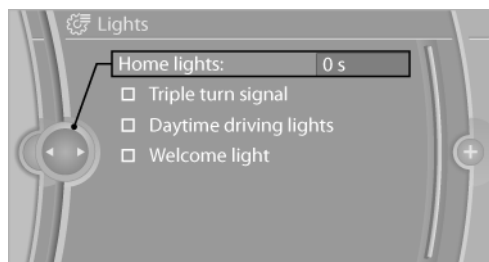 Lights
Home lights: 0 s
Triple turn signal
Daytime driving lights
Welcome light